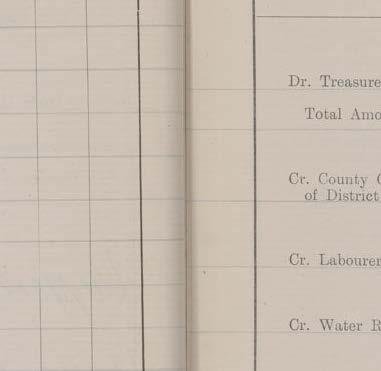 Dr. Treasure
Total Amo
Cr. County
of District
Cr. Labourer
Cr. Water R